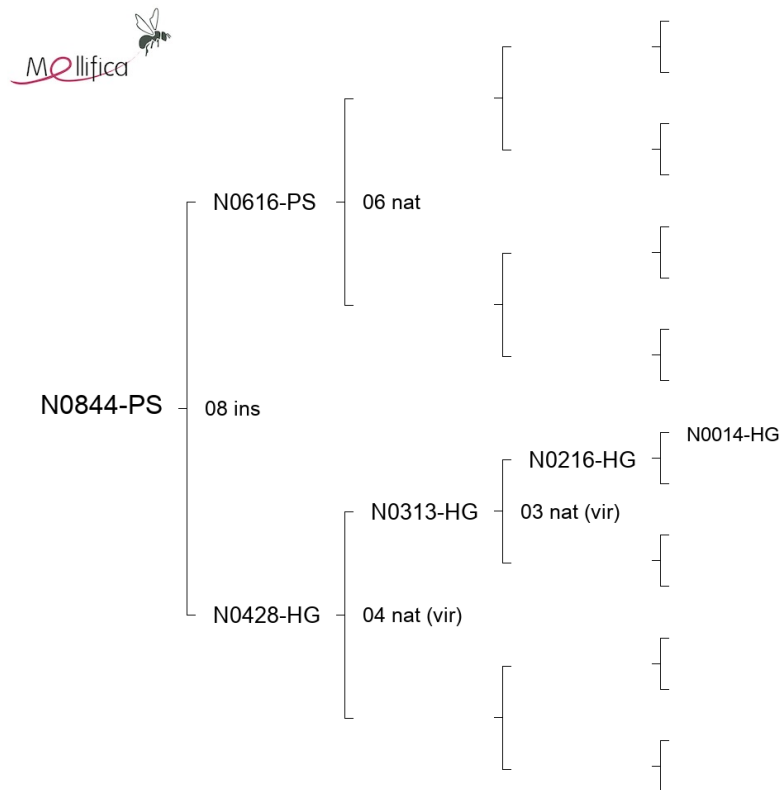 Mellifica
N0616-PS
06 nat
N0844-PS
08 ins
N0014-HG
N0216-HG
N0313-HG
03 nat (vir)
N0428-HG
04 nat (vir)